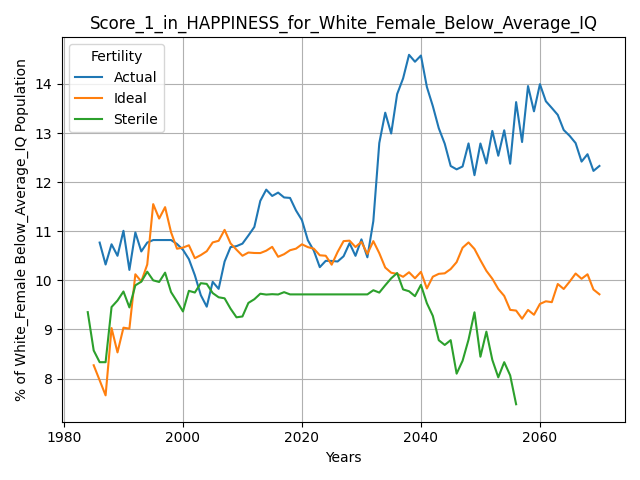 Score_1_in_HAPPINESS_for_White_Female_Below_Average_IQ
Fertility
Actual
Ideal
Sterile
% of White_Female Below_Average_IQ Population
14
13
12
11
10
9
8
1980
2000
2020
2040
2060
Years